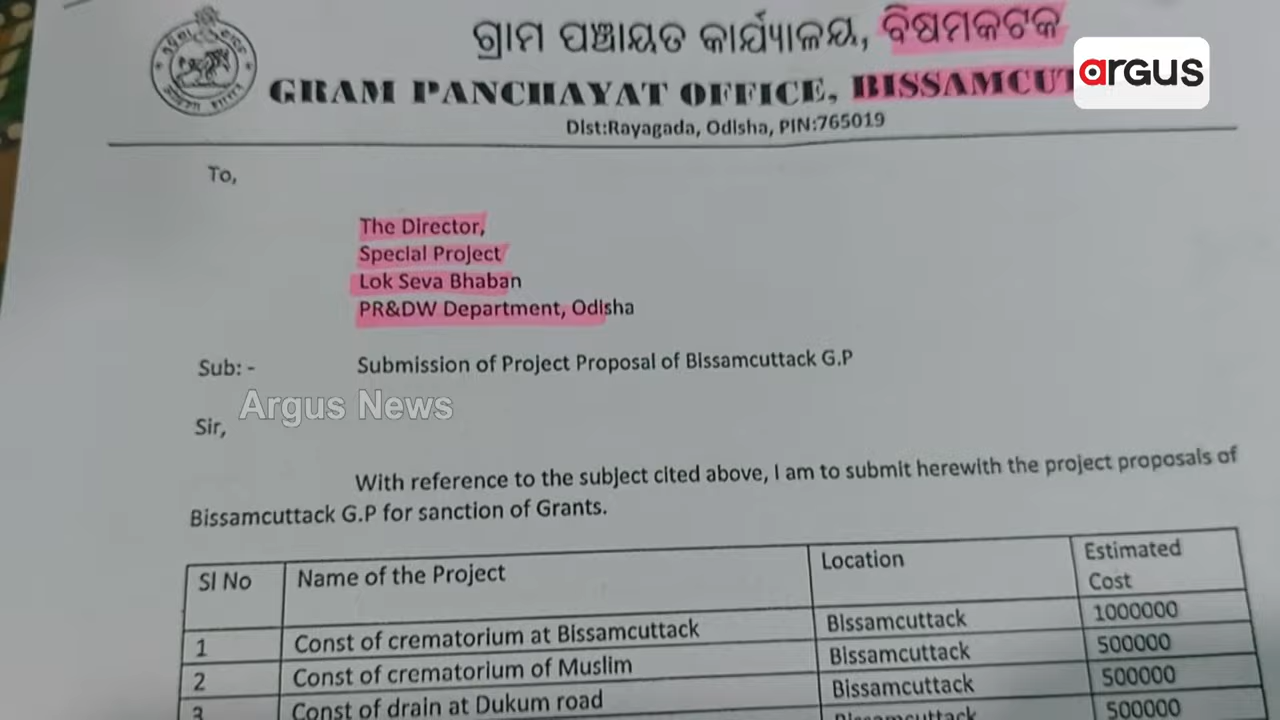 ଗ୍ରାମ ପଞ୍ଚାୟତ କାର୍ଯ୍ୟାଳୟ, ବିଷମକଟକ
GRAM PANCHAYAT OFFICE, BISSAMCUT
argus
Dist:Rayagada, Odisha, PIN:765019
To,
The Director,
Special Project
Lok Seva Bhaban
PR&DW Department, Odisha
Sub: - Submission of Project Proposal of Bissamcuttack G.P
Argus News
Sir,
With reference to the subject cited above, I am to submit herewith the project proposals of
Bissamcuttack G.P for sanction of Grants.
Sl No Name of the Project Location Estimated Cost
1 Const of crematorium at Bissamcuttack Bissamcuttack 1000000
2 Const of crematorium of Muslim Bissamcuttack 500000
3 Const of drain at Dukum road Bissamcuttack 500000
Bissamcuttack 500000